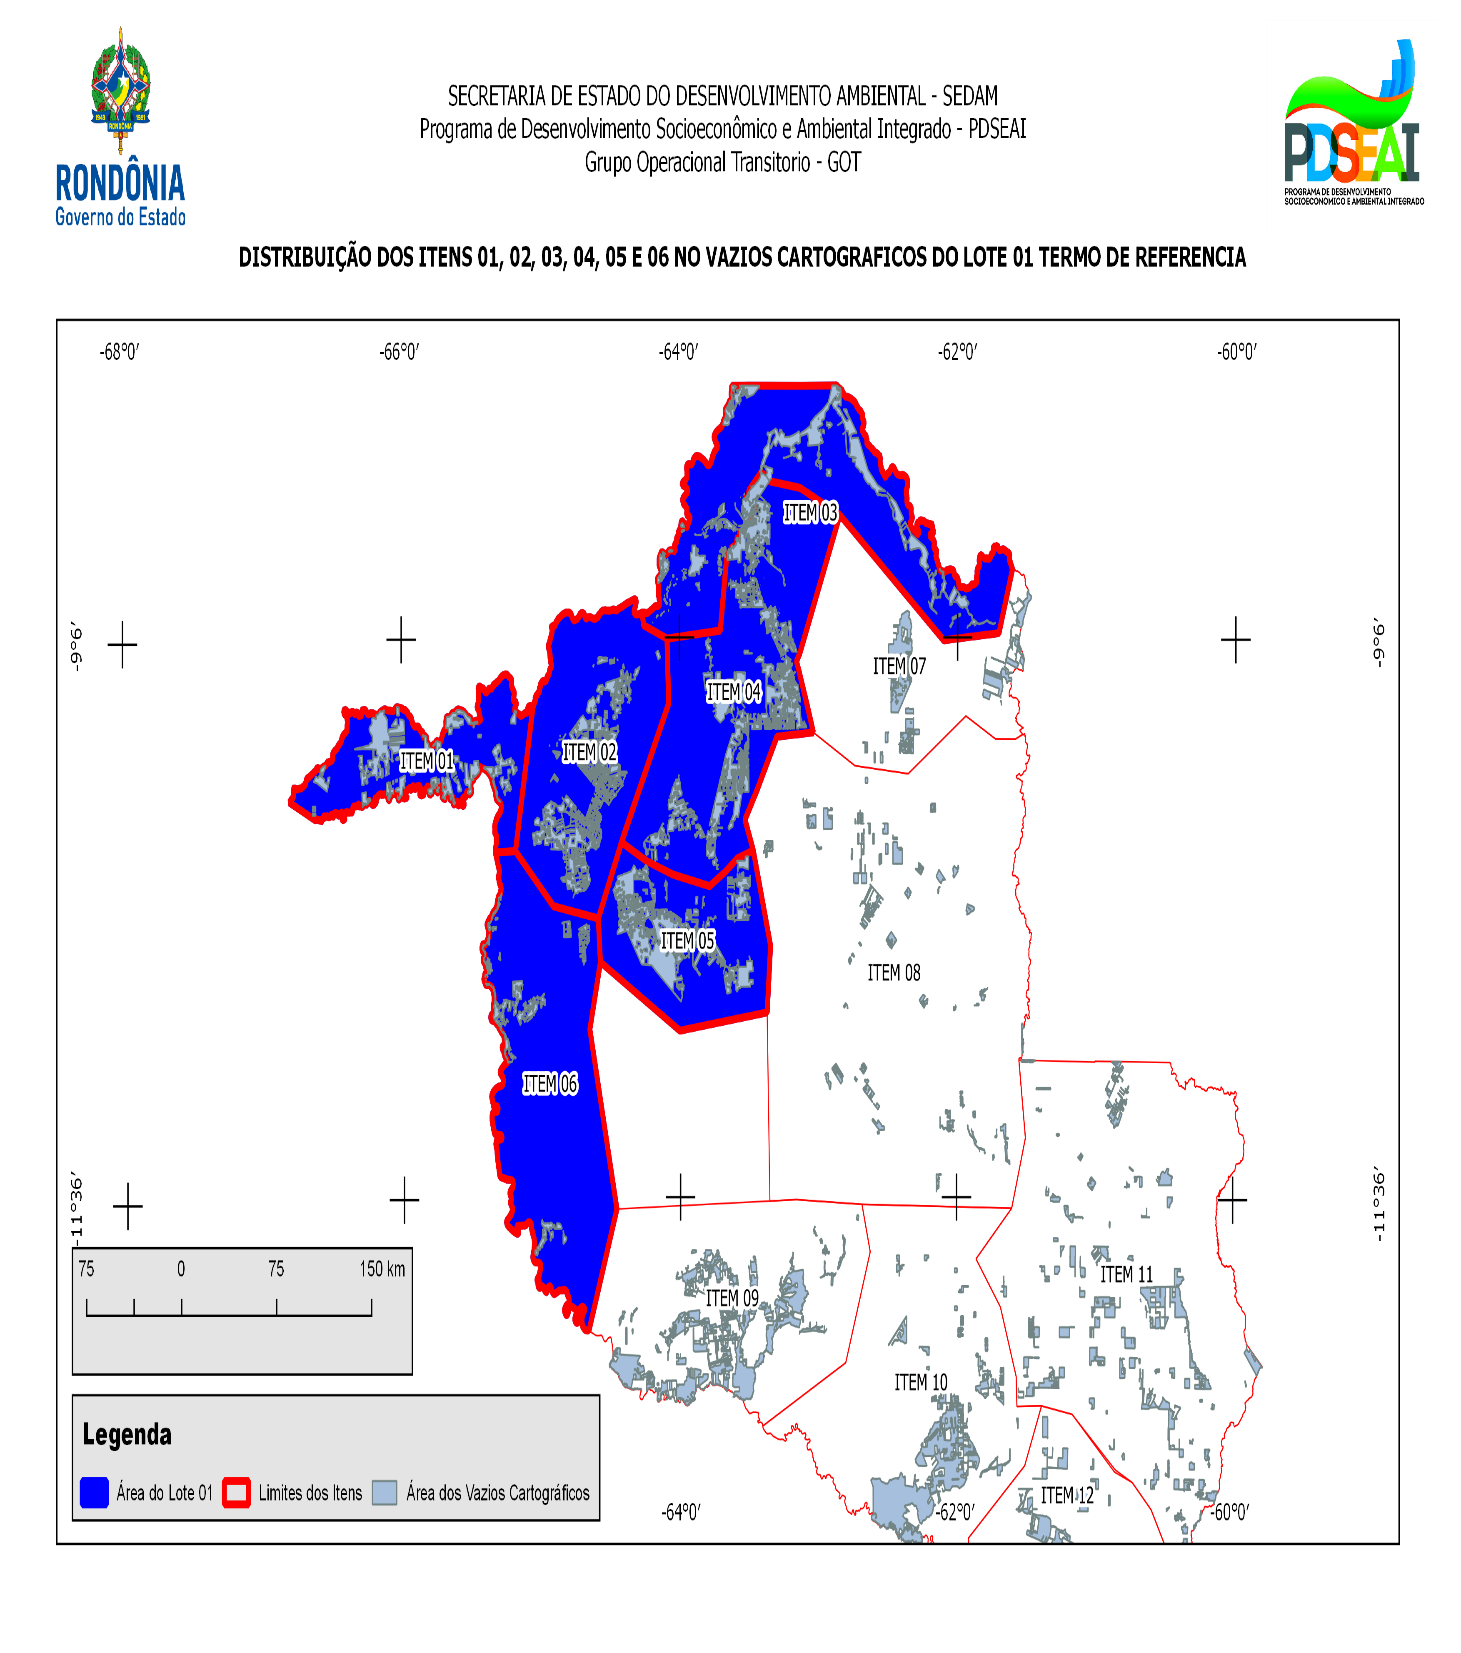 RONDÔNIA
RONDÔNIA
Governo do Estado
SECRETARIA DE ESTADO DO DESENVOLVIMENTO AMBIENTAL - SEDAM
Programa de Desenvolvimento Socioeconômico e Ambiental Integrado - PDSEAI
Grupo Operacional Transitorio - GOT
PDSEAI
PROGRAMA DE DESENVOLVIMENTO
SOCIOECONOMICO E AMBIENTAL INTEGRADO
DISTRIBUIÇÃO DOS ITENS 01, 02, 03, 04, 05 E 06 NO VAZIOS CARTOGRAFICOS DO LOTE 01 TERMO DE REFERENCIA
-68°0′ -66°0′ -64°0′ -62°0′ -60°0′
ITEM 03
-9°6′ -9°6′
ITEM 07
ITEM 04
ITEM 02
ITEM 01
ITEM 05
ITEM 08
ITEM 06
-11°36′ -11°36′
75 0 75 150 km
ITEM 11
ITEM 09
ITEM 10
Legenda
Área do Lote 01 Limites dos Itens Área dos Vazios Cartográficos
ITEM 12
-64°0′ -62°0′ -60°0′